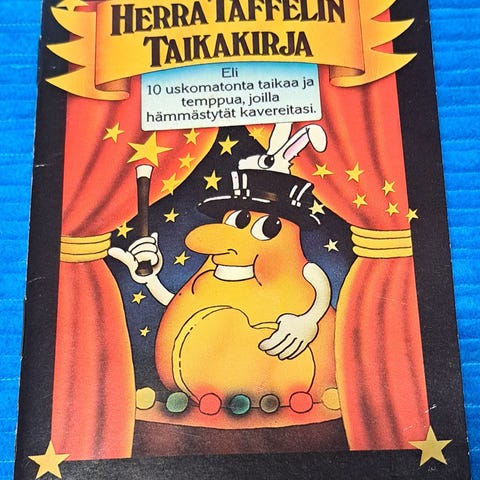 HERRA TAFFELIN
TAIKAKIRJA
Eli
10 uskomatonta taikaa ja
temppua, joilla
hämmästytät kavereitasi.